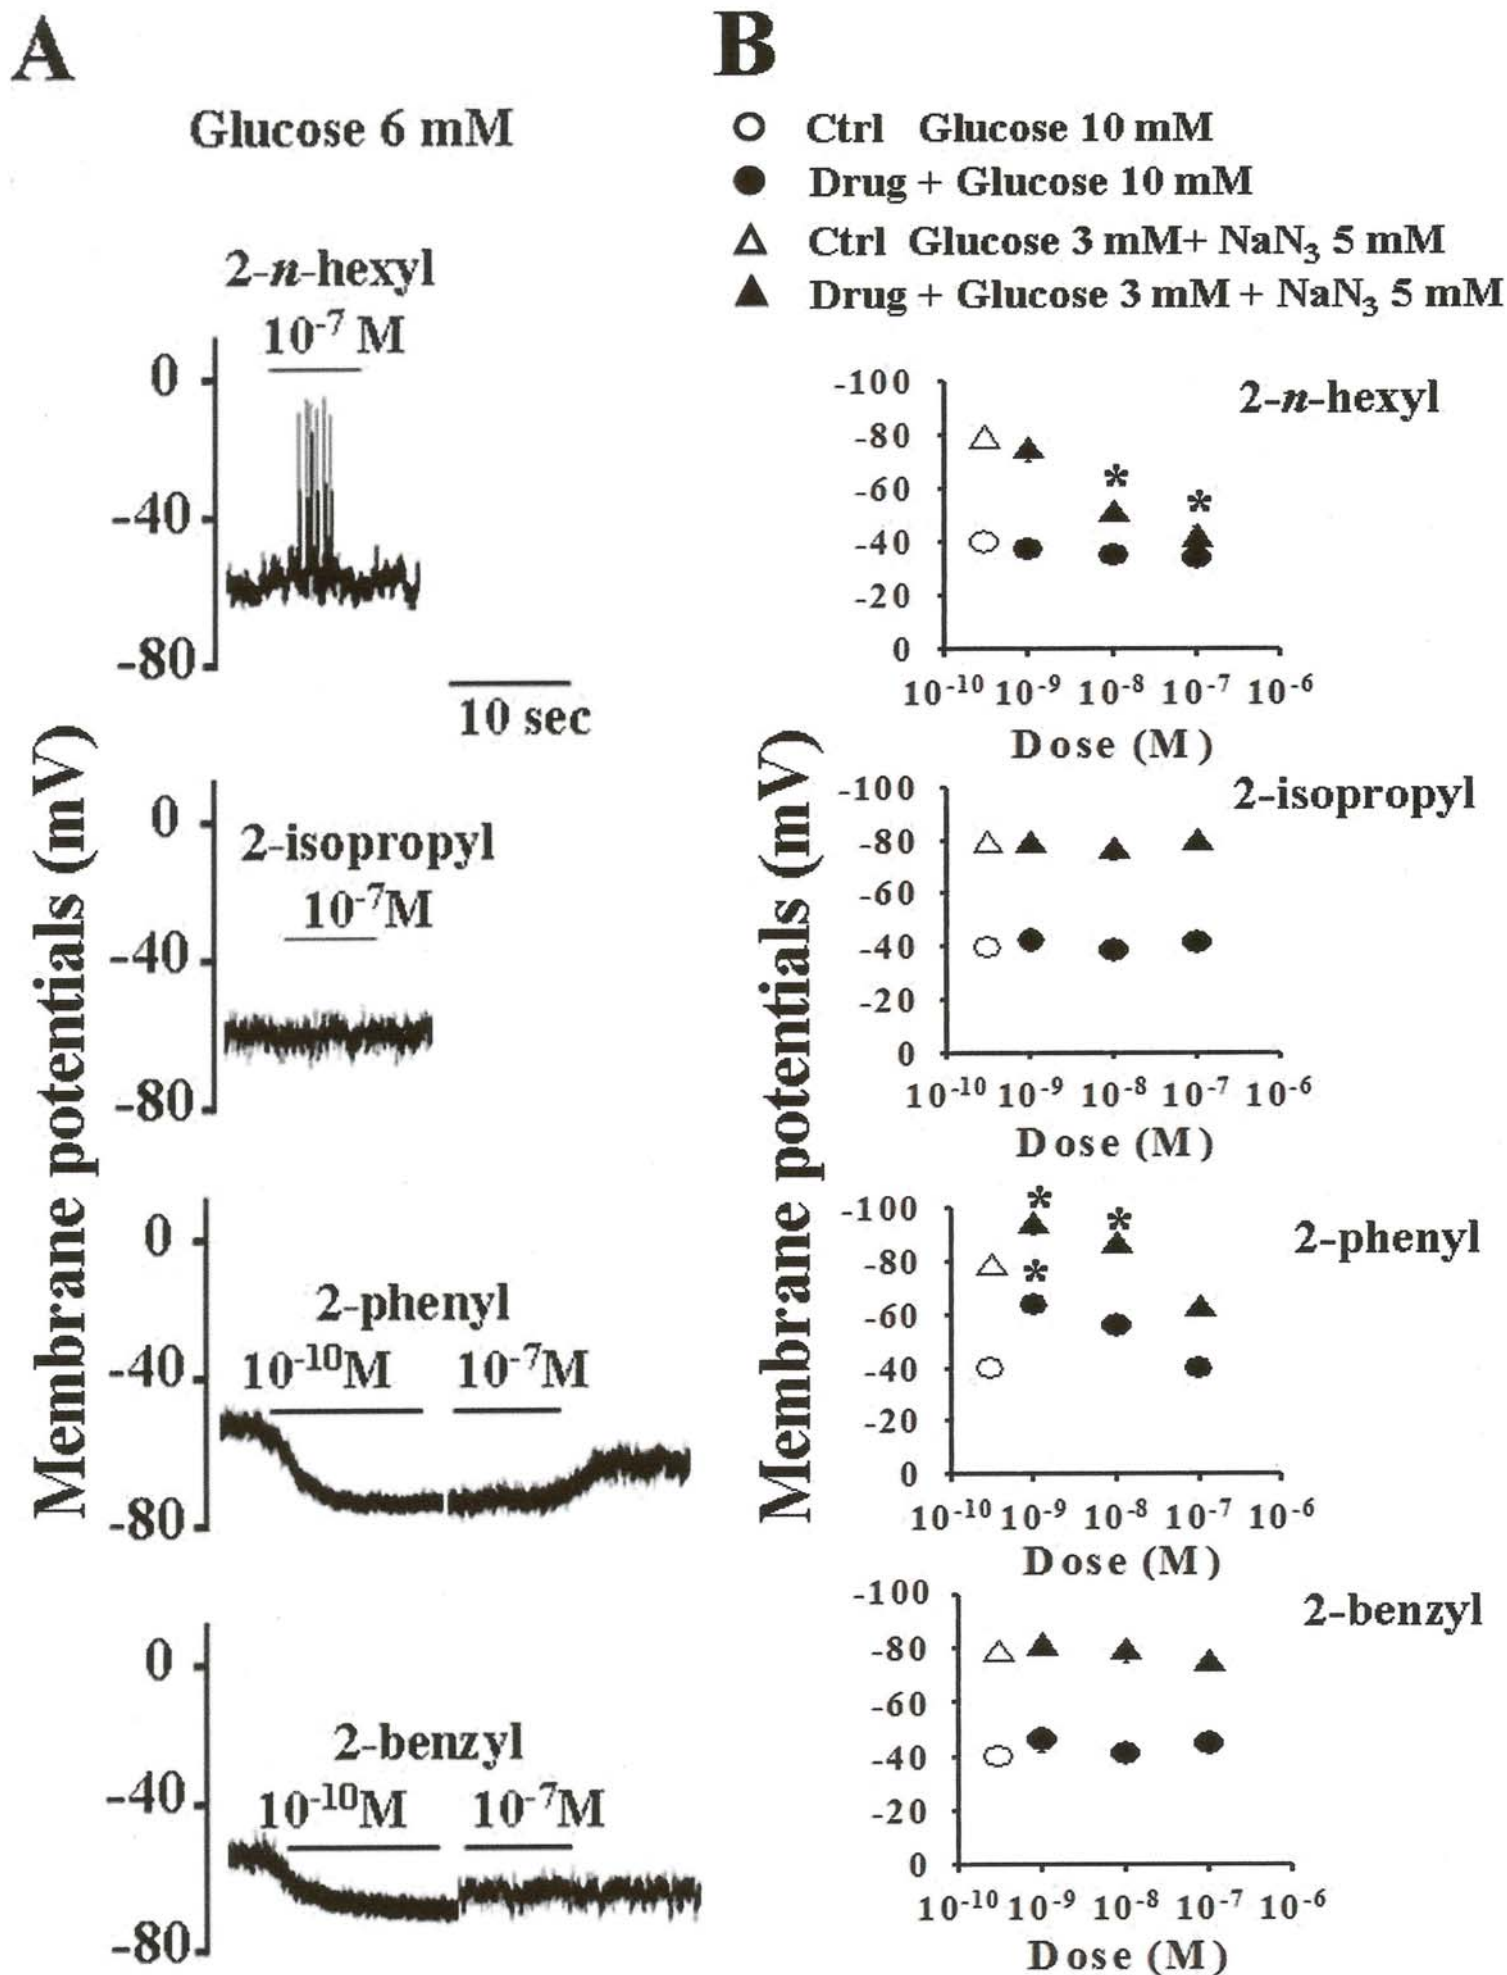 A
Glucose 6 mM
2-n-hexyl
10⁻⁷ M
0
-40
-80
10 sec
Membrane potentials (mV)
0
2-isopropyl
10⁻⁷M
-40
-80
0
2-phenyl
10⁻¹⁰M 10⁻⁷M
-40
-80
0
2-benzyl
10⁻¹⁰M 10⁻⁷M
-40
-80
B
Ctrl Glucose 10 mM
Drug + Glucose 10 mM
Ctrl Glucose 3 mM+ NaN₃ 5 mM
Drug + Glucose 3 mM + NaN₃ 5 mM
Membrane potentials (mV)
2-n-hexyl
-100
-80
* *
-60
-40
-20
0
10⁻¹⁰ 10⁻⁹ 10⁻⁸ 10⁻⁷ 10⁻⁶
Dose (M)
2-isopropyl
-100
-80
-60
-40
-20
0
10⁻¹⁰ 10⁻⁹ 10⁻⁸ 10⁻⁷ 10⁻⁶
Dose (M)
* *
-100
2-phenyl
-80
*
-60
-40
-20
0
10⁻¹⁰ 10⁻⁹ 10⁻⁸ 10⁻⁷ 10⁻⁶
Dose (M)
-100
2-benzyl
-80
-60
-40
-20
0
10⁻¹⁰ 10⁻⁹ 10⁻⁸ 10⁻⁷ 10⁻⁶
Dose (M)